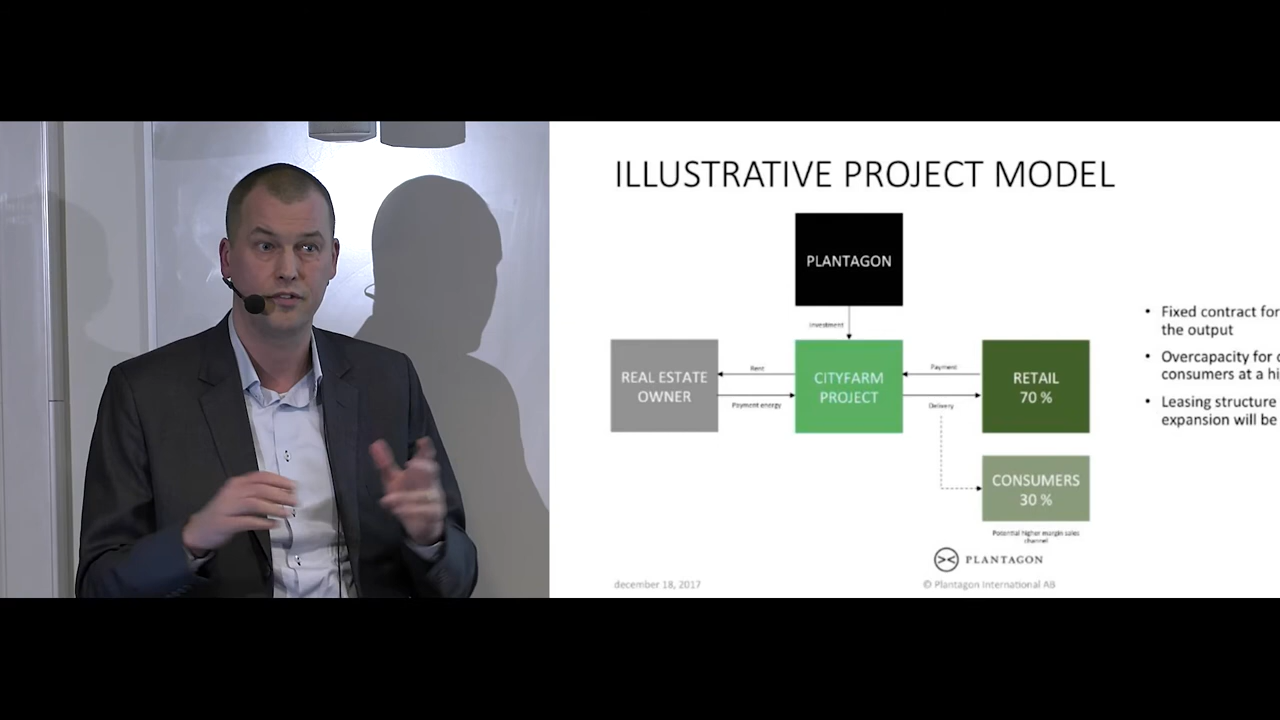 ILLUSTRATIVE PROJECT MODEL
PLANTAGON
Investment
REAL ESTATE
OWNER
Rent
Payment energy
CITYFARM
PROJECT
Payment
Delivery
RETAIL
70 %
CONSUMERS
30 %
Potential higher margin sales
channel
• Fixed contract for
the output
• Overcapacity for
consumers at a
• Leasing structure
expansion will be
PLANTAGON
december 18, 2017
© Plantagon International AB